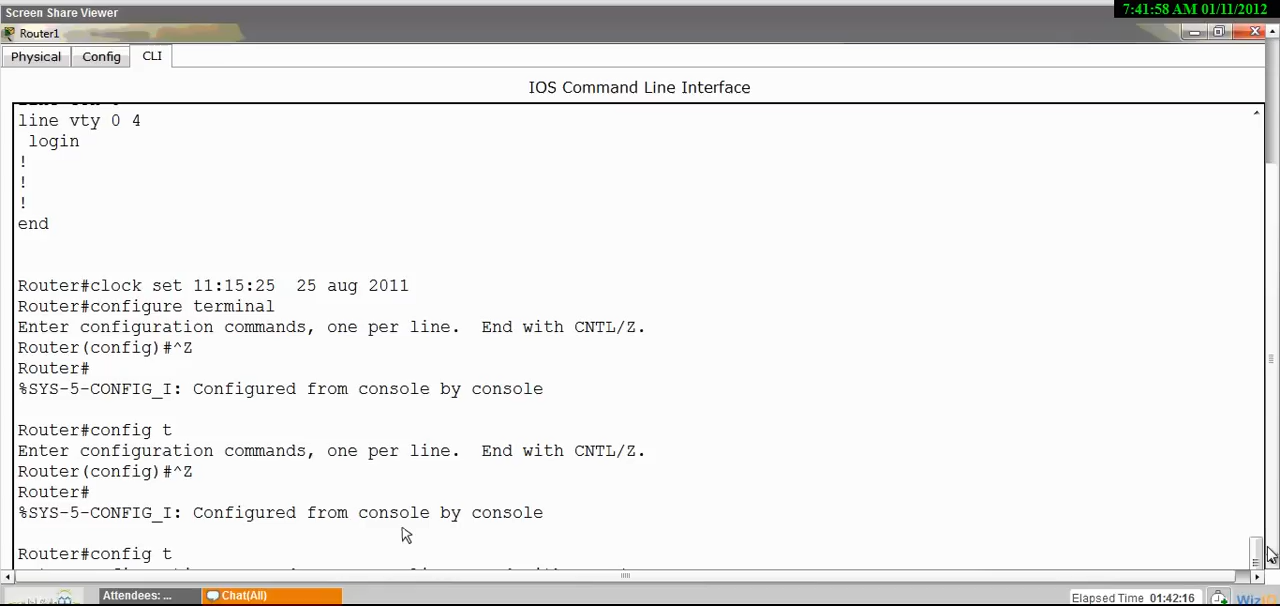 7:41:58 AM 01/11/2012
Screen Share Viewer
Router1
Physical Config CLI
IOS Command Line Interface
line vty 0 4
login
!
!
!
end
Router#clock set 11:15:25  25 aug 2011
Router#configure terminal
Enter configuration commands, one per line.  End with CNTL/Z.
Router(config)#^Z
Router#
%SYS-5-CONFIG_I: Configured from console by console
Router#config t
Enter configuration commands, one per line.  End with CNTL/Z.
Router(config)#^Z
Router#
%SYS-5-CONFIG_I: Configured from console by console
Router#config t
Attendees: ... Chat(All) Elapsed Time 01:42:16